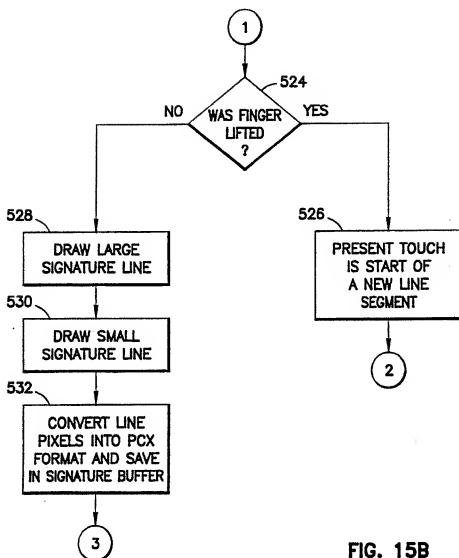 1
524
NO
YES
WAS FINGER
LIFTED
?
528
DRAW LARGE
SIGNATURE LINE
526
PRESENT TOUCH
IS START OF
A NEW LINE
SEGMENT
530
DRAW SMALL
SIGNATURE LINE
2
532
CONVERT LINE
PIXELS INTO PCX
FORMAT AND SAVE
IN SIGNATURE BUFFER
3
FIG. 15B